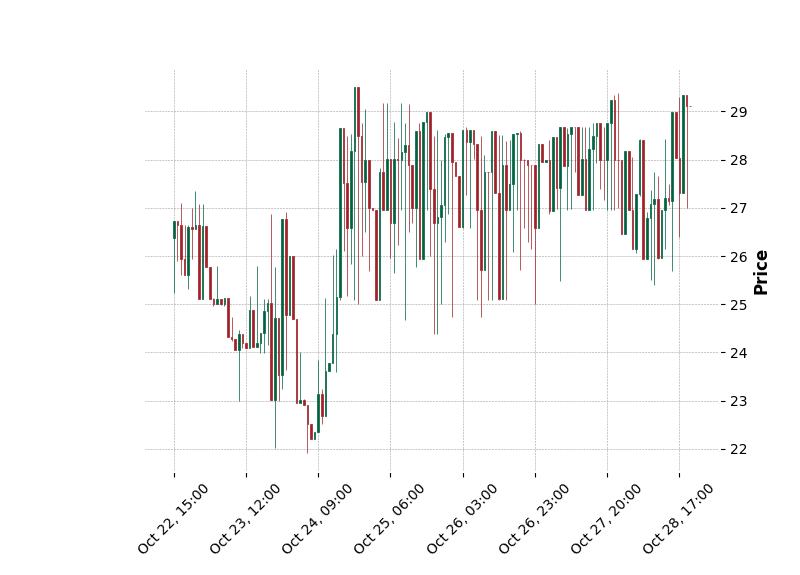 29
28
27
26
25
24
23
22
Price
Oct 22, 15:00
Oct 23, 12:00
Oct 24, 09:00
Oct 25, 06:00
Oct 26, 03:00
Oct 26, 23:00
Oct 27, 20:00
Oct 28, 17:00